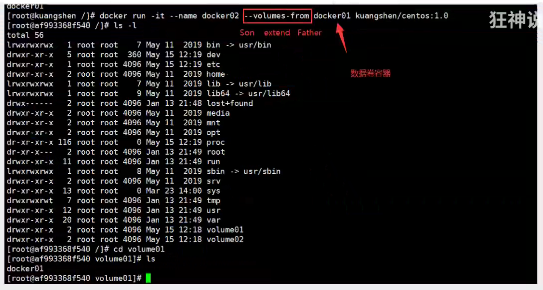 docker01
[root@kuangshen /]# docker run -it --name docker02 --volumes-from docker01 kuangshen/centos:1.0
狂神说
[root@af993368f540 /]# ls -l
Son extend Father
total 56
lrwxrwxrwx 1 root root 7 May 11 2019 bin -> usr/bin
drwxr-xr-x 5 root root 360 May 15 12:19 dev
数据卷容器
drwxr-xr-x 1 root root 4096 May 15 12:19 etc
drwxr-xr-x 2 root root 4096 May 11 2019 home
lrwxrwxrwx 1 root root 7 May 11 2019 lib -> usr/lib
lrwxrwxrwx 1 root root 9 May 11 2019 lib64 -> usr/lib64
drwx------ 2 root root 4096 Jan 13 21:48 lost+found
drwxr-xr-x 2 root root 4096 May 11 2019 media
drwxr-xr-x 2 root root 4096 May 11 2019 mnt
drwxr-xr-x 2 root root 4096 May 11 2019 opt
dr-xr-xr-x 116 root root 0 May 15 12:19 proc
dr-xr-x--- 2 root root 4096 Jan 13 21:49 root
drwxr-xr-x 11 root root 4096 Jan 13 21:49 run
lrwxrwxrwx 1 root root 8 May 11 2019 sbin -> usr/sbin
drwxr-xr-x 2 root root 4096 May 11 2019 srv
dr-xr-xr-x 13 root root 0 Mar 23 14:00 sys
drwxrwxrwt 7 root root 4096 Jan 13 21:49 tmp
drwxr-xr-x 12 root root 4096 Jan 13 21:49 usr
drwxr-xr-x 20 root root 4096 Jan 13 21:49 var
drwxr-xr-x 2 root root 4096 May 15 12:18 volume01
drwxr-xr-x 2 root root 4096 May 15 12:18 volume02
[root@af993368f540 /]# cd volume01
[root@af993368f540 volume01]# ls
docker01
[root@af993368f540 volume01]#